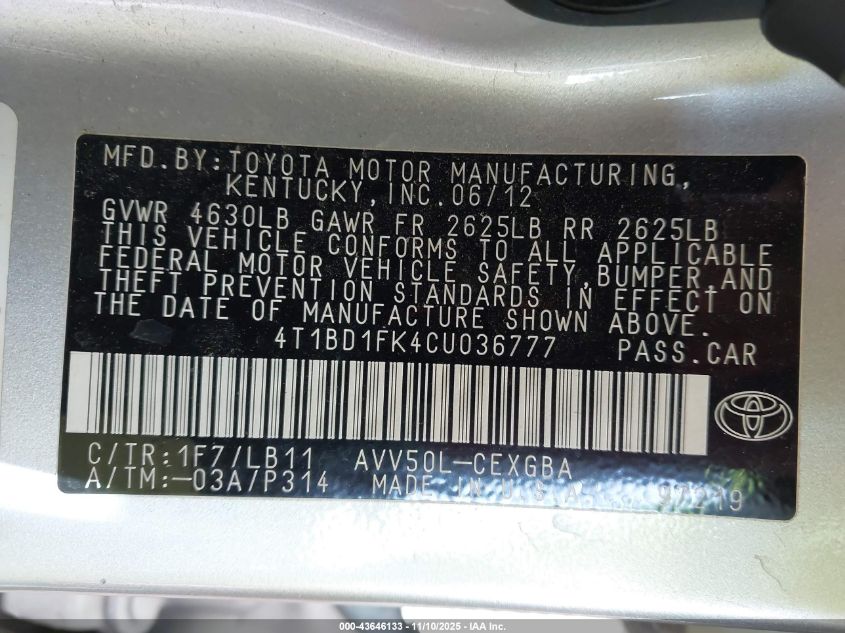 MFD.BY:TOYOTA MOTOR MANUFACTURING,
KENTUCKY,INC.06/12
GVWR 4630LB GAWR FR 2625LB RR 2625LB
THIS VEHICLE CONFORMS TO ALL APPLICABLE
FEDERAL MOTOR VEHICLE SAFETY,BUMPER,AND
THEFT PREVENTION STANDARDS IN EFFECT ON
THE DATE OF MANUFACTURE SHOWN ABOVE.
4T1BD1FK4CU036777 PASS.CAR
C/TR:1F7/LB11 AVV50L-CEXGBA
A/TM:-03A/P314 MADE IN U.S.A.
000-43646133 — 11/10/2025 — IAA Inc.